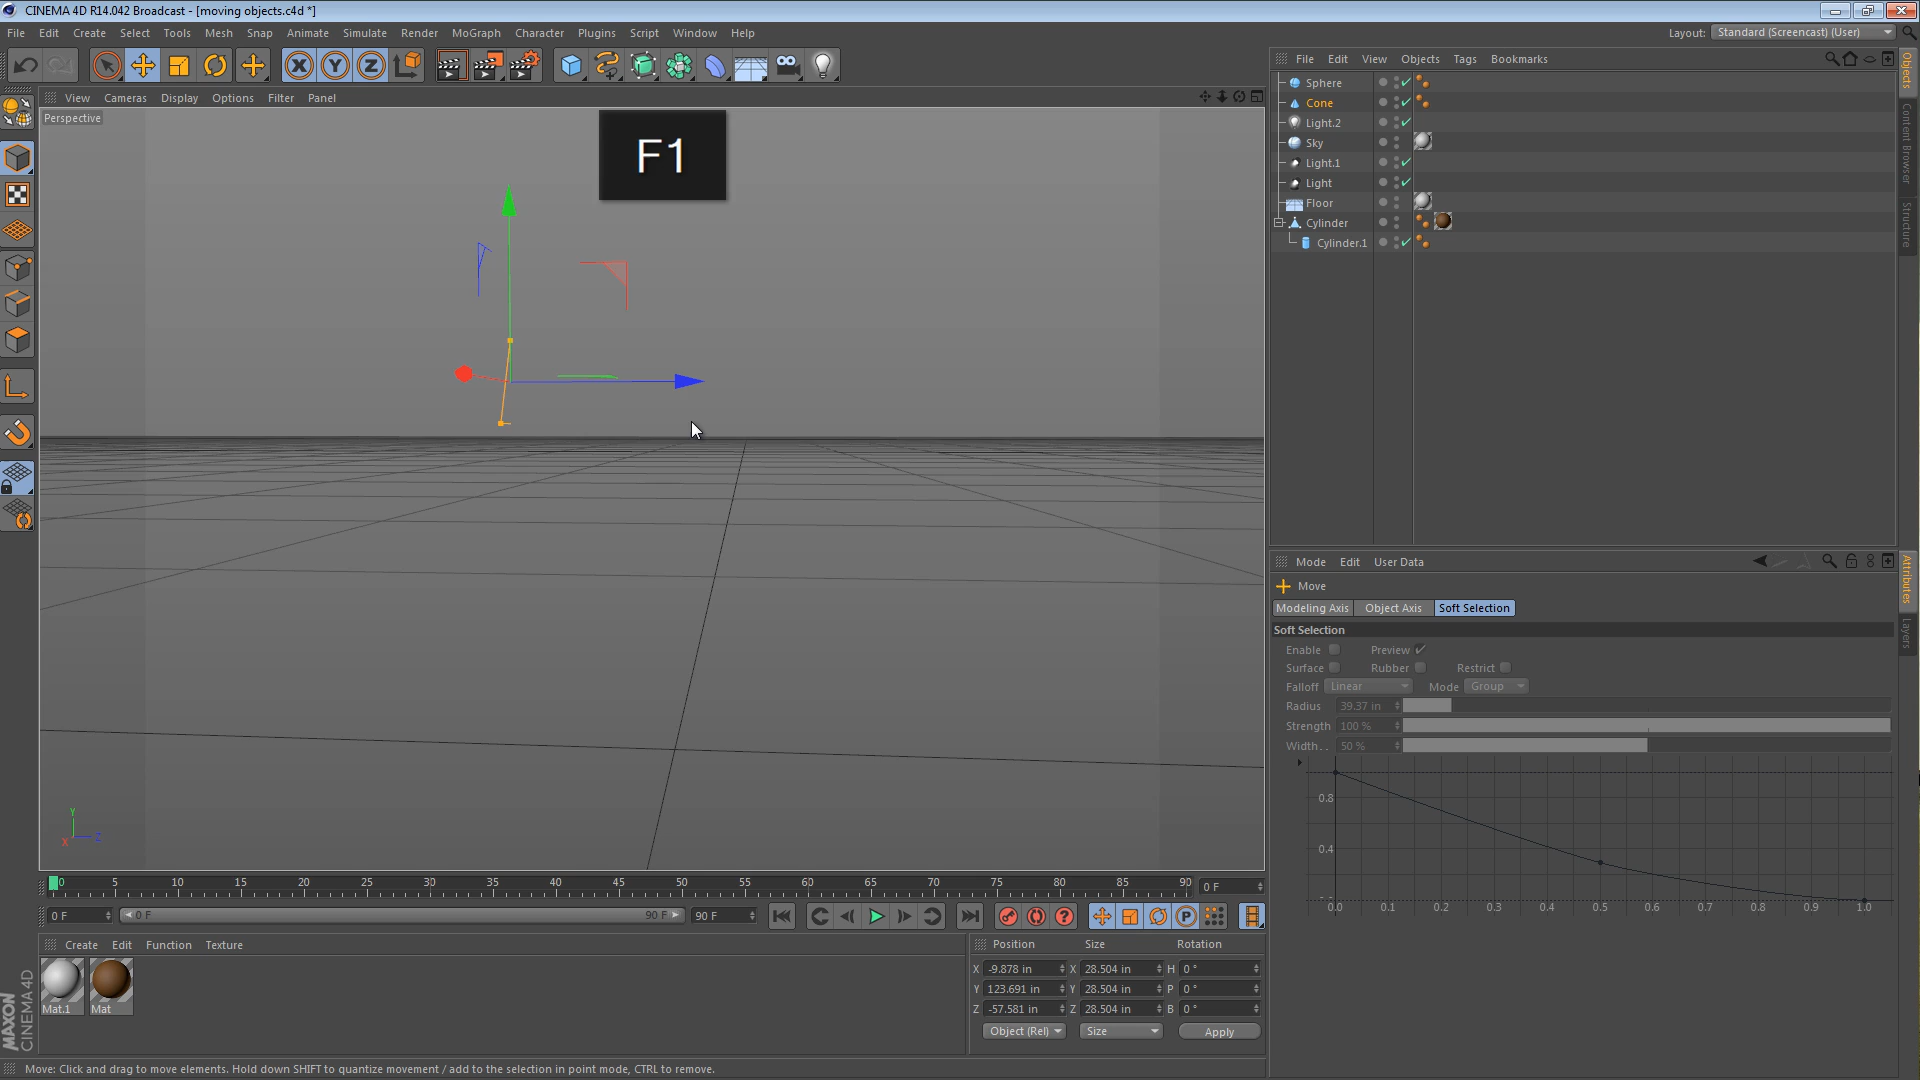 CINEMA 4D R14.042 Broadcast - [moving objects.c4d *]
File Edit Create Select Tools Mesh Snap Animate Simulate Render MoGraph Character Plugins Script Window Help
Layout: Standard (Screencast) (User)
View Cameras Display Options Filter Panel
Perspective
F1
Y
X Z
File Edit View Objects Tags Bookmarks
Sphere
Cone
Light.2
Sky
Light.1
Light
Floor
Cylinder
Cylinder.1
Objects
Content Browser
Structure
Mode Edit User Data
Move
Modeling Axis Object Axis Soft Selection
Soft Selection
Enable Preview
Surface Rubber Restrict
Falloff Linear Mode Group
Radius 39.37 in
Strength 100 %
Width. . 50 %
0.8
0.4
0.0 0.1 0.2 0.3 0.4 0.5 0.6 0.7 0.8 0.9 1.0
Attributes
Layers
0 5 10 15 20 25 30 35 40 45 50 55 60 65 70 75 80 85 90 0 F
0 F 0 F 90 F 90 F
Create Edit Function Texture
Mat.1 Mat
Position Size Rotation
X -9.878 in X 28.504 in H 0 °
Y 123.691 in Y 28.504 in P 0 °
Z -57.581 in Z 28.504 in B 0 °
Object (Rel) Size Apply
MAXON
CINEMA 4D
Move: Click and drag to move elements. Hold down SHIFT to quantize movement / add to the selection in point mode, CTRL to remove.